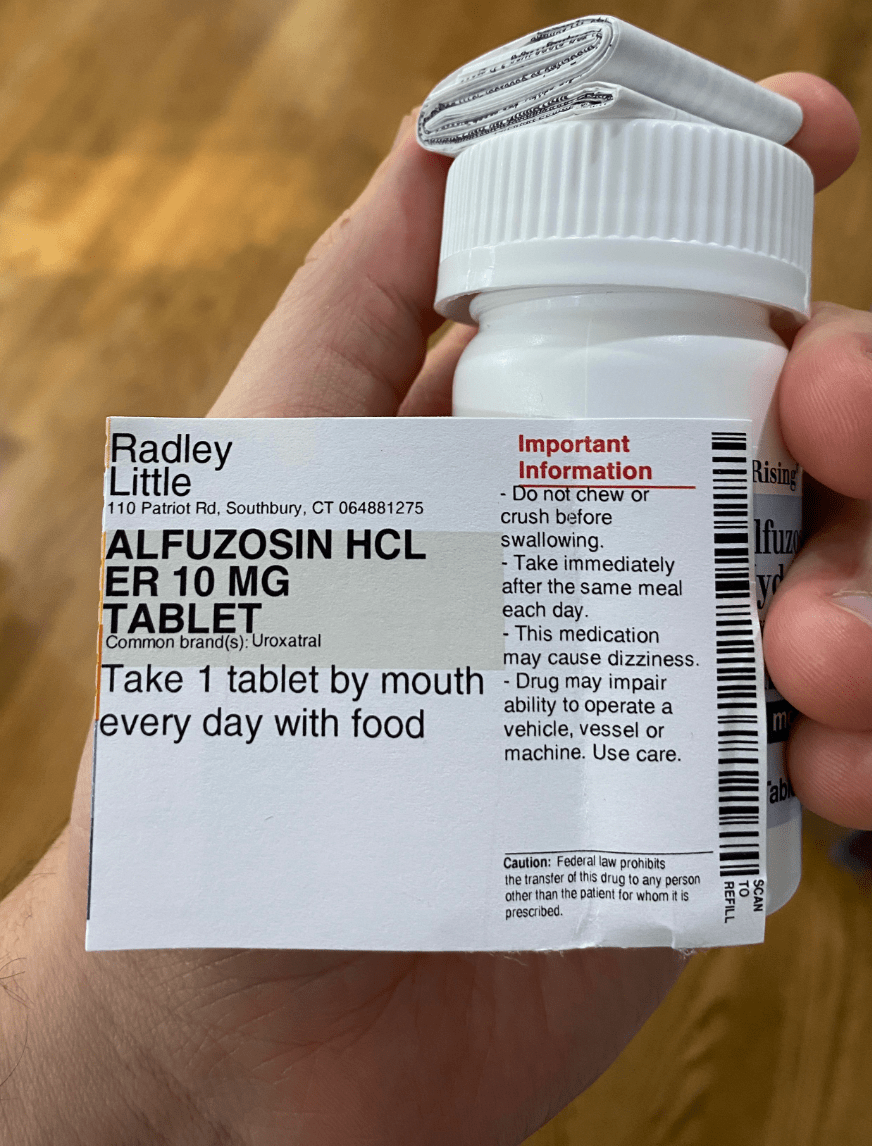 Radley
Little
110 Patriot Rd, Southbury, CT 064881275
ALFUZOSIN HCL
ER 10 MG
TABLET
Common brand(s): Uroxatral
Take 1 tablet by mouth
every day with food
Important
Information
- Do not chew or
crush before
swallowing.
- Take immediately
after the same meal
each day.
- This medication
may cause dizziness.
- Drug may impair
ability to operate a
vehicle, vessel or
machine. Use care.
Caution: Federal law prohibits
the transfer of this drug to any person
other than the patient for whom it is
prescribed.
SCAN
TO
REFILL
Rising